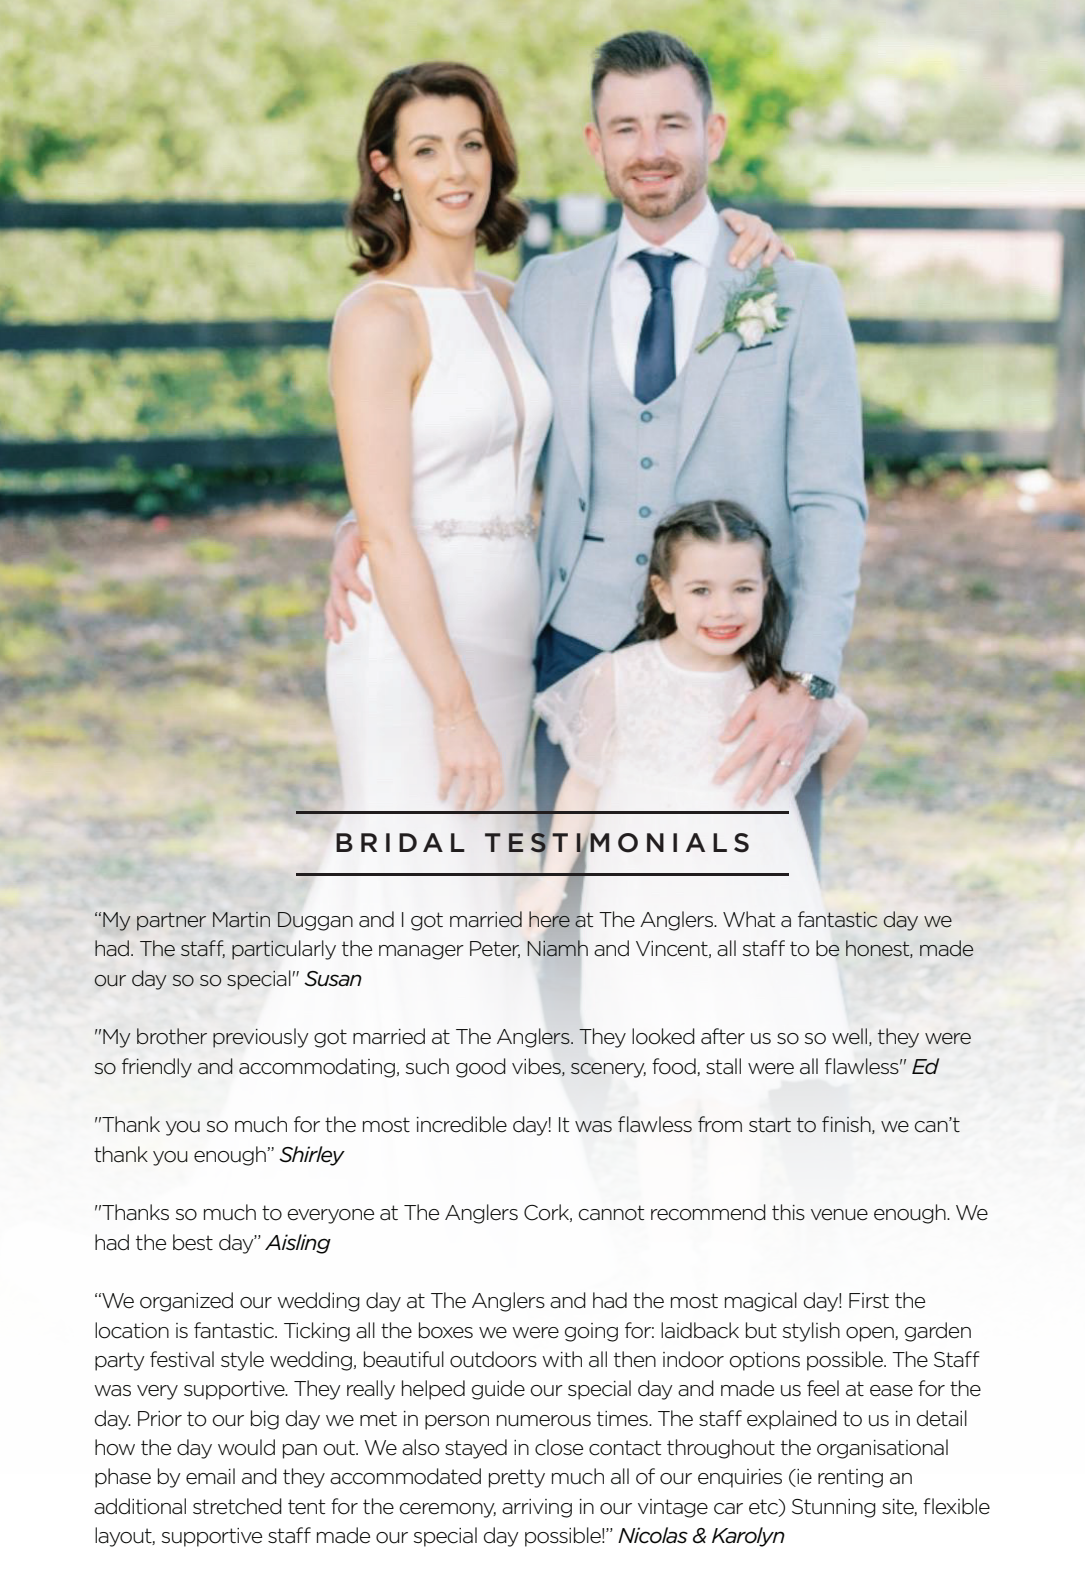 BRIDAL TESTIMONIALS
“My partner Martin Duggan and I got married here at The Anglers. What a fantastic day we
had. The staff, particularly the manager Peter, Niamh and Vincent, all staff to be honest, made
our day so so special" Susan
"My brother previously got married at The Anglers. They looked after us so so well, they were
so friendly and accommodating, such good vibes, scenery, food, stall were all flawless" Ed
"Thank you so much for the most incredible day! It was flawless from start to finish, we can’t
thank you enough” Shirley
"Thanks so much to everyone at The Anglers Cork, cannot recommend this venue enough. We
had the best day” Aisling
“We organized our wedding day at The Anglers and had the most magical day! First the
location is fantastic. Ticking all the boxes we were going for: laidback but stylish open, garden
party festival style wedding, beautiful outdoors with all then indoor options possible. The Staff
was very supportive. They really helped guide our special day and made us feel at ease for the
day. Prior to our big day we met in person numerous times. The staff explained to us in detail
how the day would pan out. We also stayed in close contact throughout the organisational
phase by email and they accommodated pretty much all of our enquiries (ie renting an
additional stretched tent for the ceremony, arriving in our vintage car etc) Stunning site, flexible
layout, supportive staff made our special day possible!” Nicolas & Karolyn